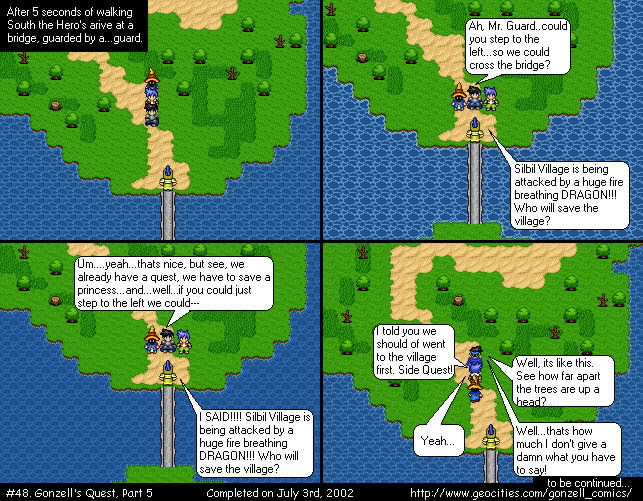 After 5 seconds of walking
South the Hero's arive at a
bridge, guarded by a...guard.
Ah, Mr. Guard..could
you step to the
left...so we could
cross the bridge?
Silbil Village is being
attacked by a huge fire
breathing DRAGON!!!
Who will save the
village?
Um....yeah...thats nice, but see, we
already have a quest, we have to save a
princess...and...well...if you could just
step to the left we could---
I SAID!!!! Silbil Village is
being attacked by a
huge fire breathing
DRAGON!!! Who will
save the village?
I told you we
should of went
to the village
first. Side Quest!
Well, its like this.
See how far apart
the trees are up a
head?
Yeah...
Well...thats how
much I don't give a
damn what you have
to say!
to be continued...
#48. Gonzell's Quest, Part 5
Completed on July 3rd, 2002
http://www.geocities.com/gonzell_comics/